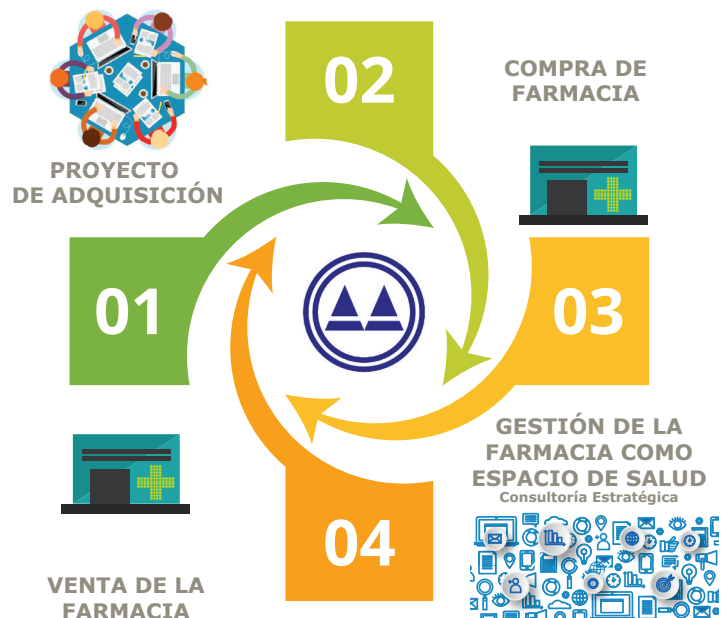 PROYECTO
DE ADQUISICIÓN
01
02
COMPRA DE
FARMACIA
03
GESTIÓN DE LA
FARMACIA COMO
ESPACIO DE SALUD
Consultoría Estratégica
04
VENTA DE LA
FARMACIA